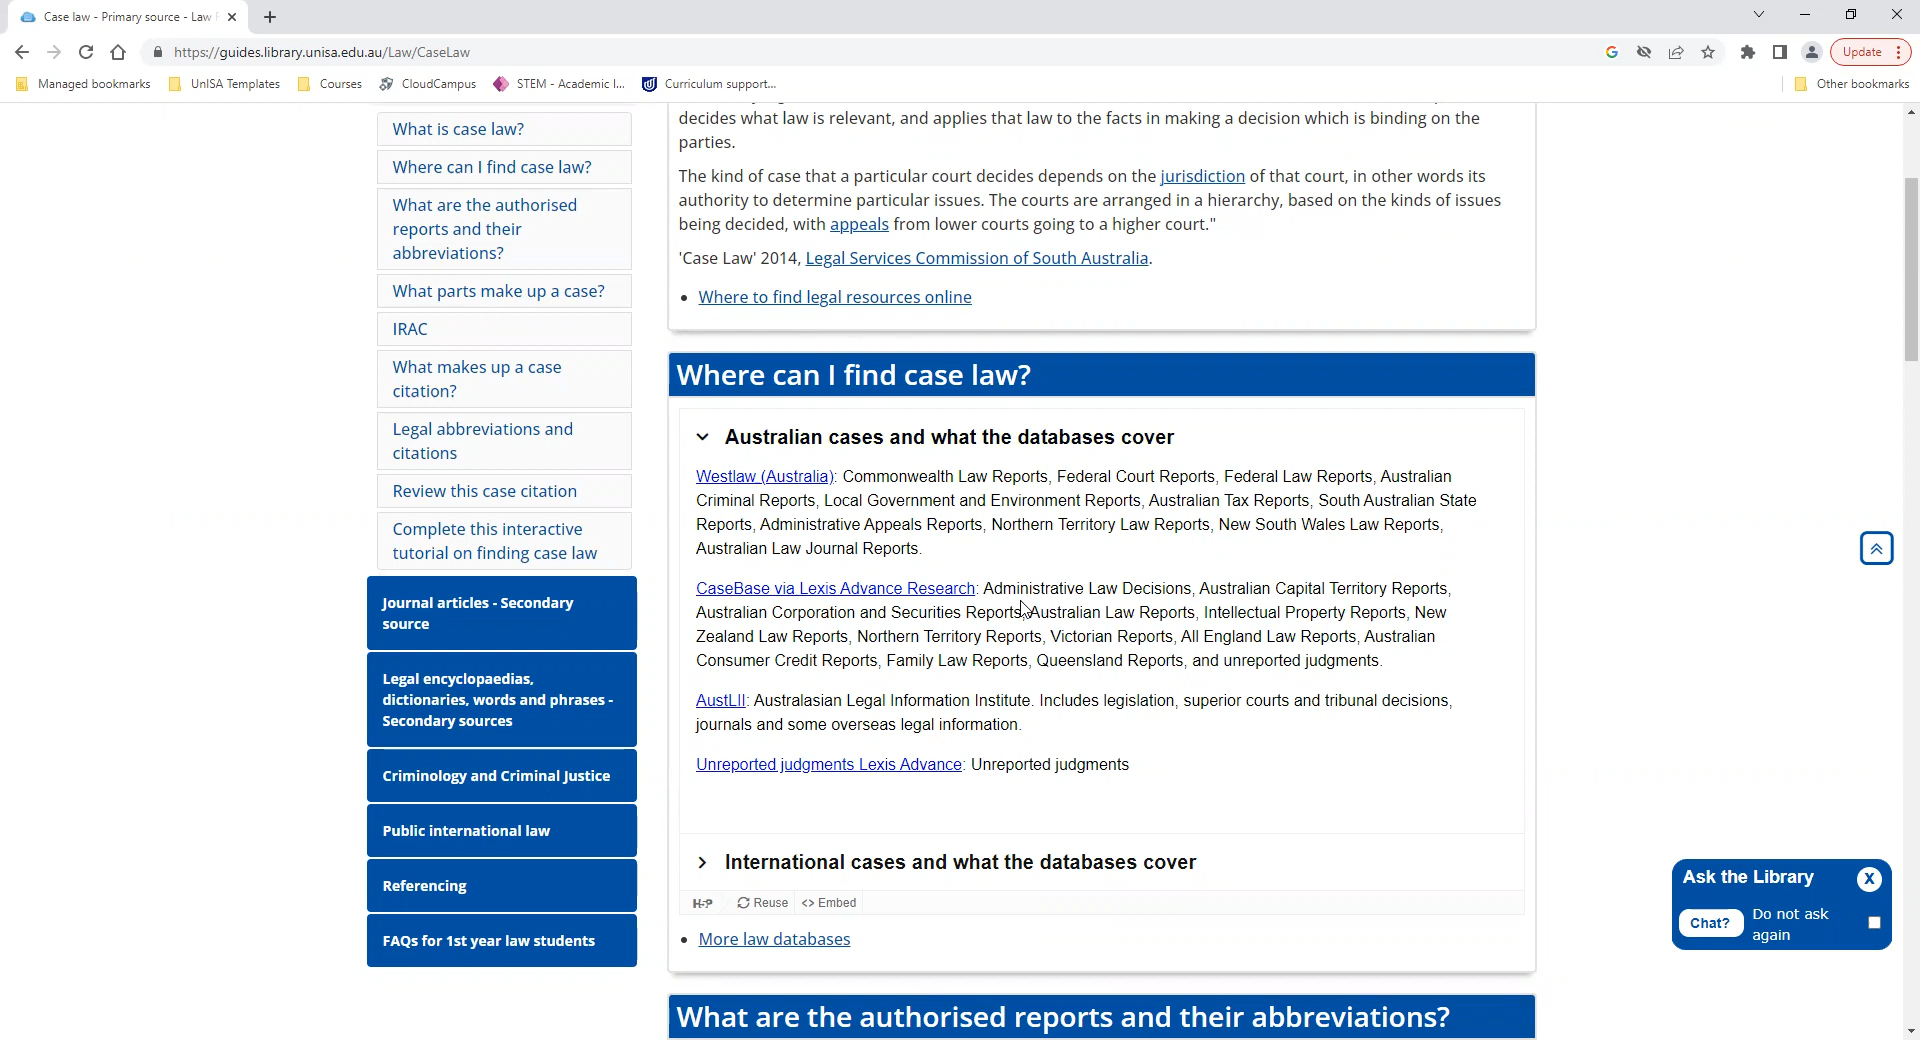 Case law - Primary source - Law
https://guides.library.unisa.edu.au/Law/CaseLaw
Update
Managed bookmarks
UnISA Templates
Courses
CloudCampus
STEM - Academic I...
Curriculum support...
Other bookmarks
What is case law?
Where can I find case law?
What are the authorised
reports and their
abbreviations?
What parts make up a case?
IRAC
What makes up a case
citation?
Legal abbreviations and
citations
Review this case citation
Complete this interactive
tutorial on finding case law
Journal articles - Secondary
source
Legal encyclopaedias,
dictionaries, words and phrases -
Secondary sources
Criminology and Criminal Justice
Public international law
Referencing
FAQs for 1st year law students
decides what law is relevant, and applies that law to the facts in making a decision which is binding on the
parties.
The kind of case that a particular court decides depends on the jurisdiction of that court, in other words its
authority to determine particular issues. The courts are arranged in a hierarchy, based on the kinds of issues
being decided, with appeals from lower courts going to a higher court."
'Case Law' 2014, Legal Services Commission of South Australia.
Where to find legal resources online
Where can I find case law?
Australian cases and what the databases cover
Westlaw (Australia): Commonwealth Law Reports, Federal Court Reports, Federal Law Reports, Australian
Criminal Reports, Local Government and Environment Reports, Australian Tax Reports, South Australian State
Reports, Administrative Appeals Reports, Northern Territory Law Reports, New South Wales Law Reports,
Australian Law Journal Reports.
CaseBase via Lexis Advance Research: Administrative Law Decisions, Australian Capital Territory Reports,
Australian Corporation and Securities Reports, Australian Law Reports, Intellectual Property Reports, New
Zealand Law Reports, Northern Territory Reports, Victorian Reports, All England Law Reports, Australian
Consumer Credit Reports, Family Law Reports, Queensland Reports, and unreported judgments.
AustLII: Australasian Legal Information Institute. Includes legislation, superior courts and tribunal decisions,
journals and some overseas legal information.
Unreported judgments Lexis Advance: Unreported judgments
International cases and what the databases cover
H-P Reuse <> Embed
More law databases
What are the authorised reports and their abbreviations?
Ask the Library X
Chat? Do not ask
again